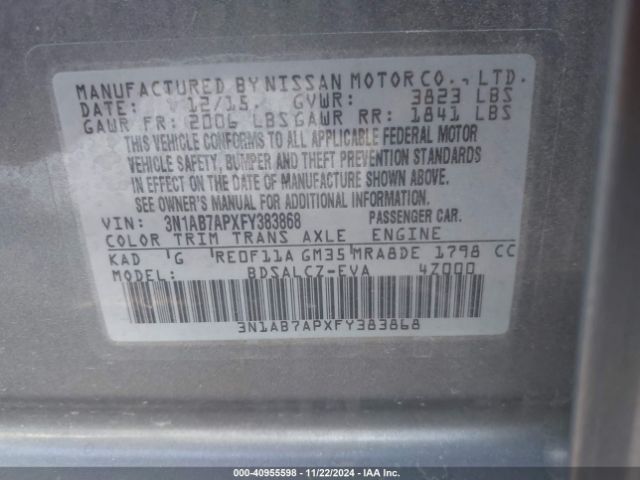 MANUFACTURED BY NISSAN MOTOR CO., LTD.
DATE: 12/15. GVWR: 3823 LBS
GAWR FR: 2006 LBS GAWR RR: 1841 LBS
THIS VEHICLE CONFORMS TO ALL APPLICABLE FEDERAL MOTOR
VEHICLE SAFETY, BUMPER AND THEFT PREVENTION STANDARDS
IN EFFECT ON THE DATE OF MANUFACTURE SHOWN ABOVE.
SEE OWNER'S MANUAL FOR ADDITIONAL INFORMATION.
VIN: 3N1AB7APXFY383868 PASSENGER CAR.
COLOR TRIM TRANS AXLE ENGINE
KAD G RE0F11A GM35 MRA8DE 1798 CC
MODEL: BDSALCZ-EVA 4Z000
3N1AB7APXFY383868
000-40955598 - 11/22/2024 - IAA Inc.